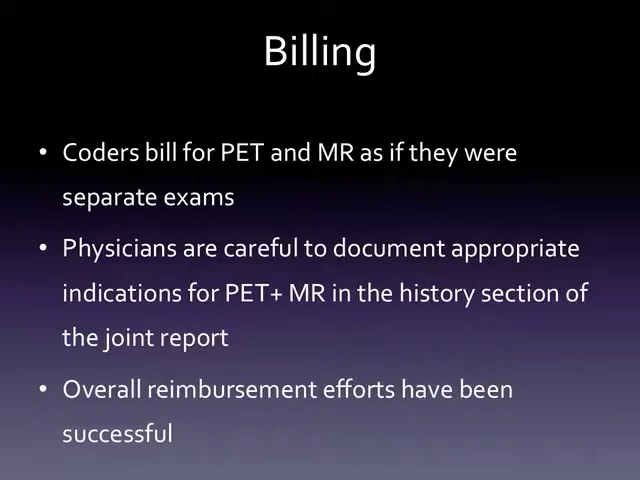 Billing
• Coders bill for PET and MR as if they were
separate exams
• Physicians are careful to document appropriate
indications for PET+ MR in the history section of
the joint report
• Overall reimbursement efforts have been
successful